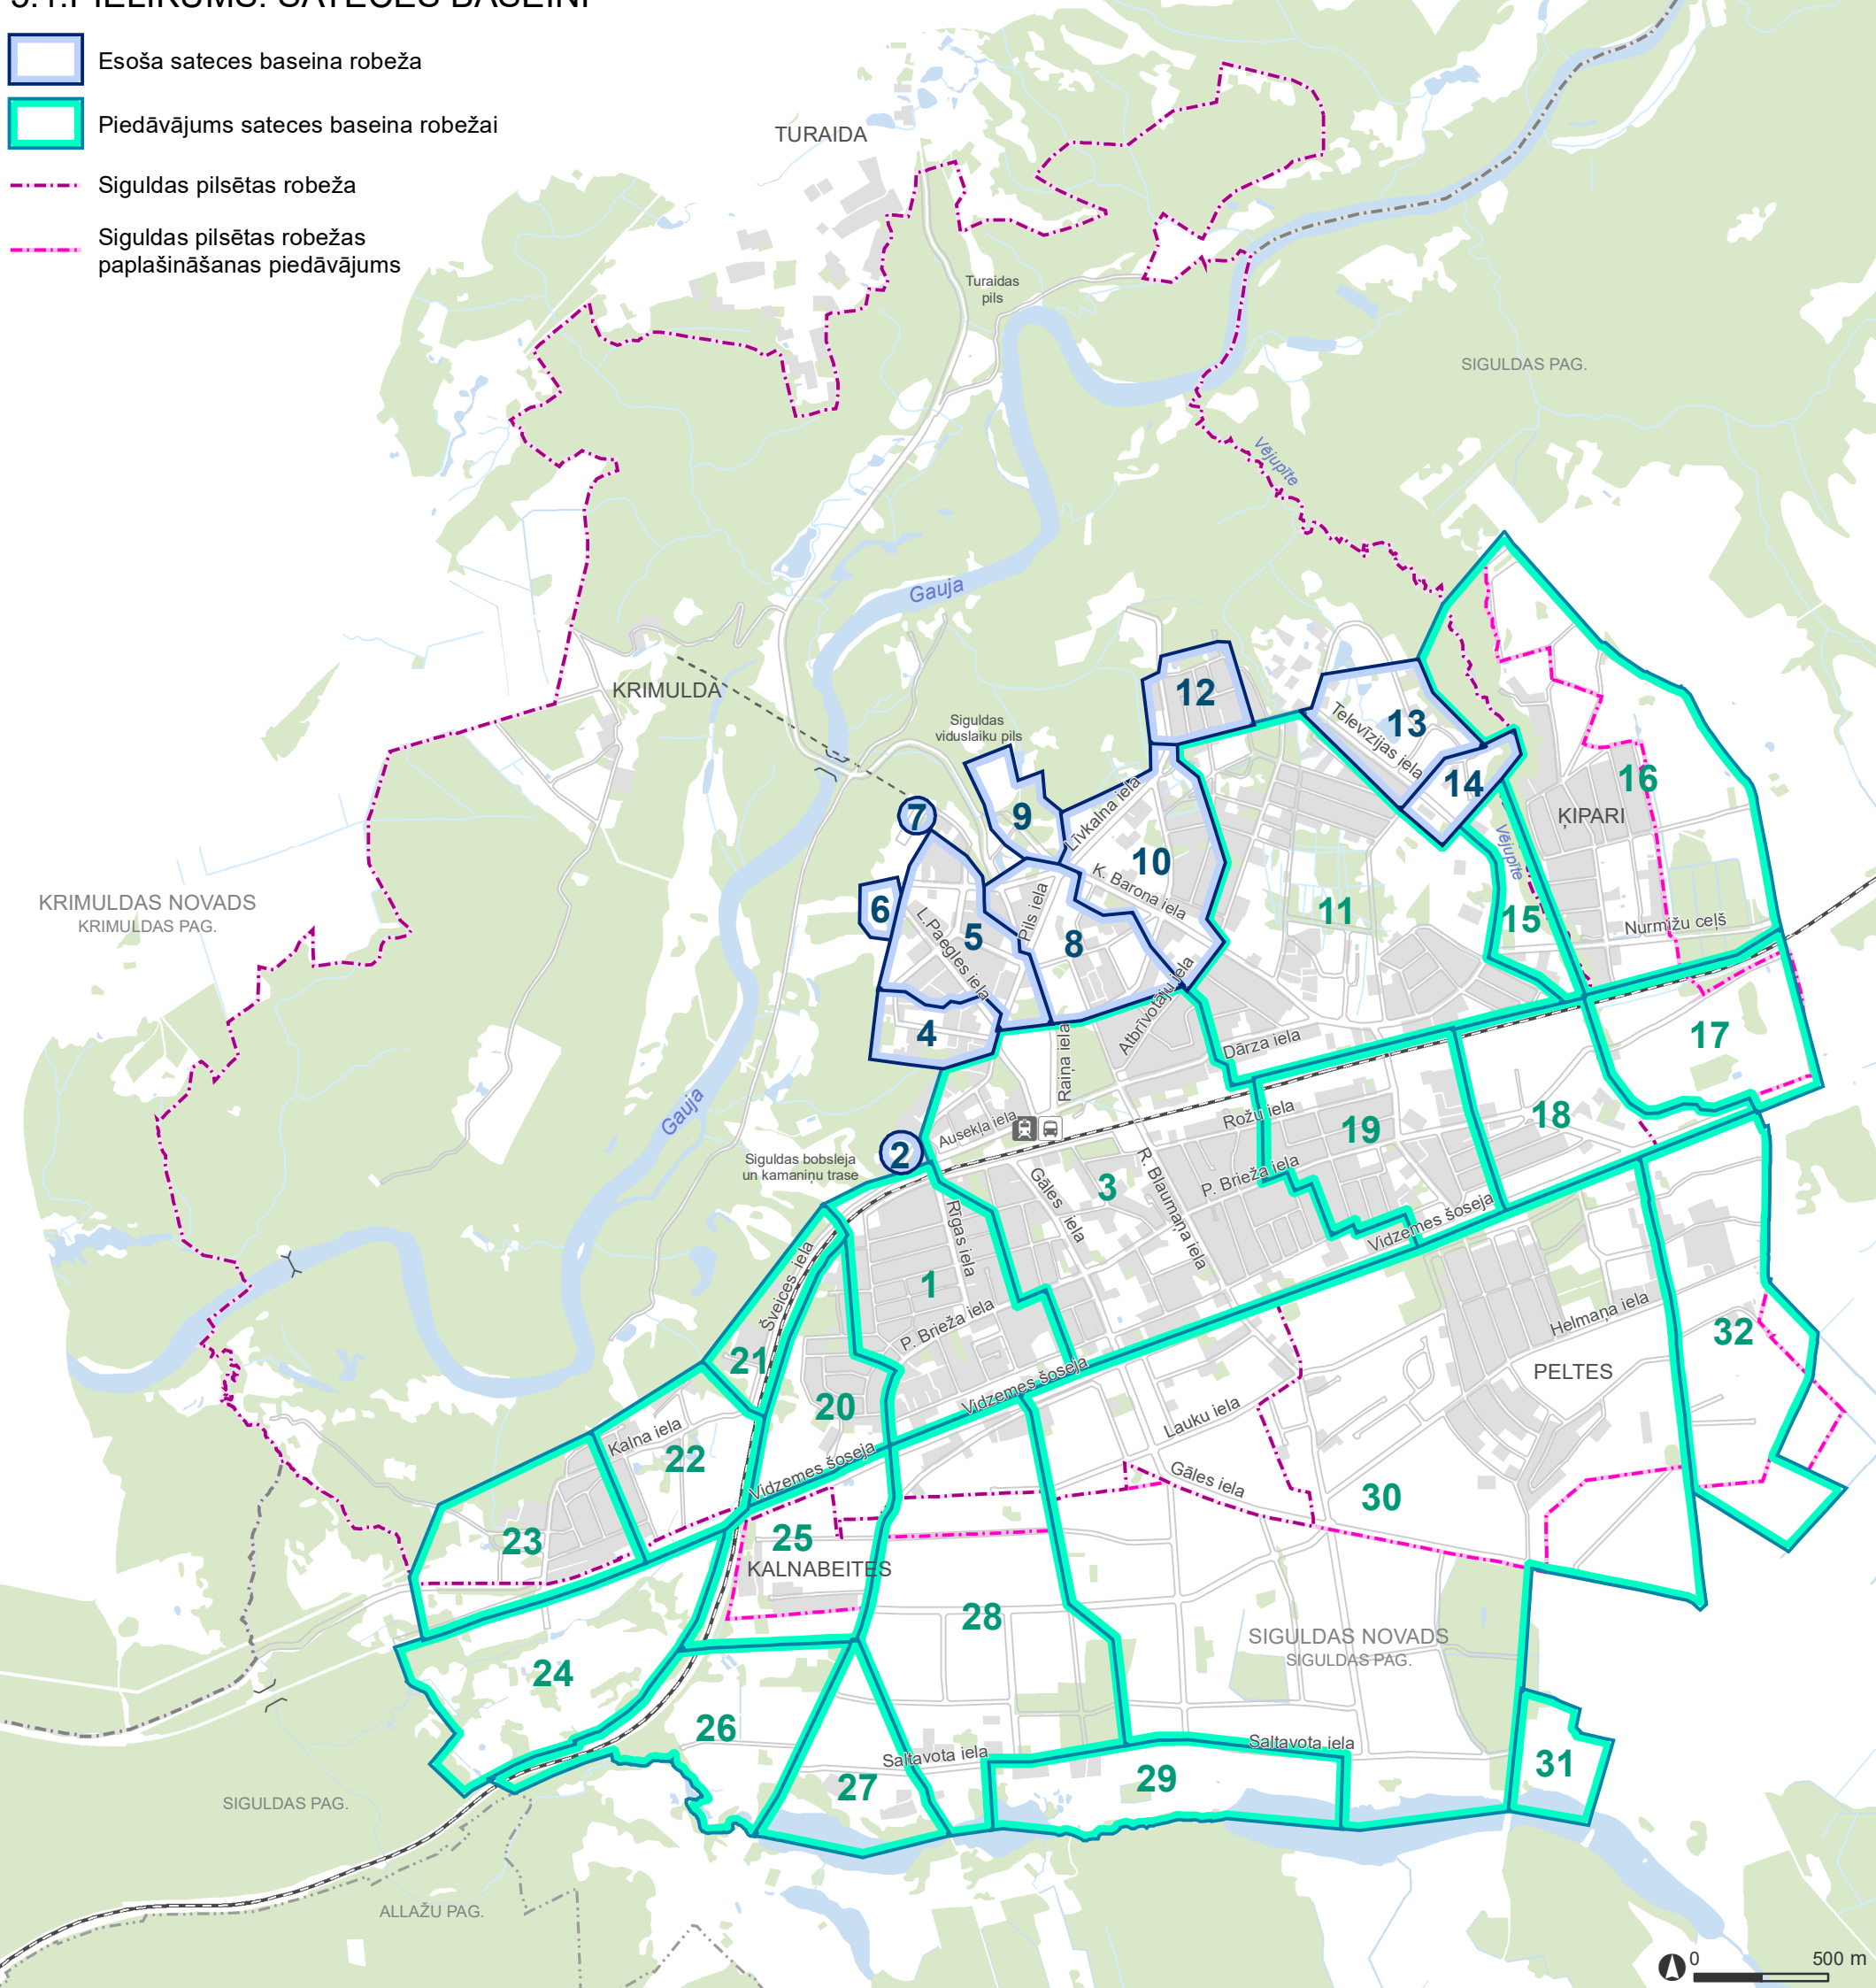 3.1.PIELIKUMS. SATECES BASEINI
Esoša sateces baseina robeža
Piedāvājums sateces baseina robežai
Siguldas pilsētas robeža
Siguldas pilsētas robežas
paplašināšanas piedāvājums
TURAIDA
Turaidas
pils
SIGULDAS PAG.
Vējupīte
Gauja
KRIMULDA
12
13
Televīzijas iela
14
16
ĶIPARI
Siguldas
viduslaiku pils
7
9
Līvkalna iela
10
K. Barona iela
11
Vējupīte
15
Nurmižu ceļš
KRIMULDAS NOVADS
KRIMULDAS PAG.
6
5
L.Paegles iela
Pils iela
8
4
Atbrīvotāju iela
Raiņa iela
Dārza iela
17
Gauja
Ausekļa iela
Rožu iela
19
18
2
Siguldas bobsleja
un kamaniņu trase
3
P. Brieža iela
R. Blaumaņa iela
Gāles iela
Rīgas iela
Vidzemes šoseja
Šveices iela
1
P. Brieža iela
Helmaņa iela
32
21
PELTES
20
Vidzemes šoseja
Lauku iela
Kalna iela
22
Vidzemes šoseja
Gāles iela
30
23
25
KALNABEITES
28
SIGULDAS NOVADS
SIGULDAS PAG.
24
26
Saltavota iela
Saltavota iela
27
29
31
SIGULDAS PAG.
ALLAŽU PAG.
0 500 m